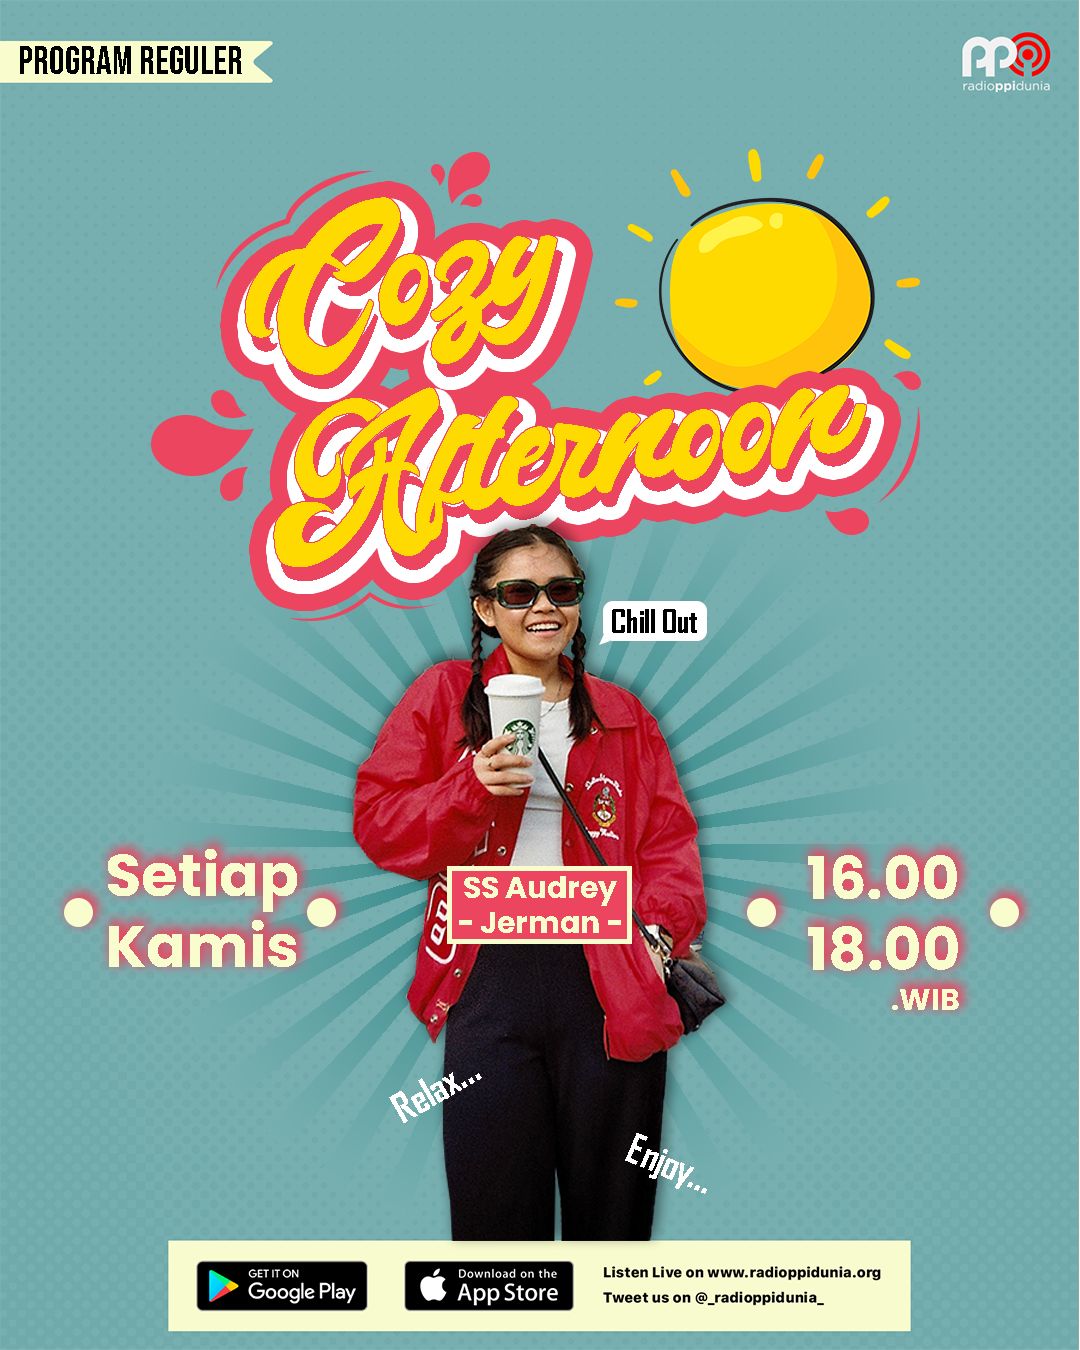 PROGRAM REGULER
radioppidunia
Cozy
Afternoon
Chill Out
SS Audrey
- Jerman -
Setiap
Kamis
16.00
18.00
.WIB
Relax...
Enjoy...
GET IT ON
Google Play
Download on the
App Store
Listen Live on www.radioppidunia.org
Tweet us on @_radioppidunia_